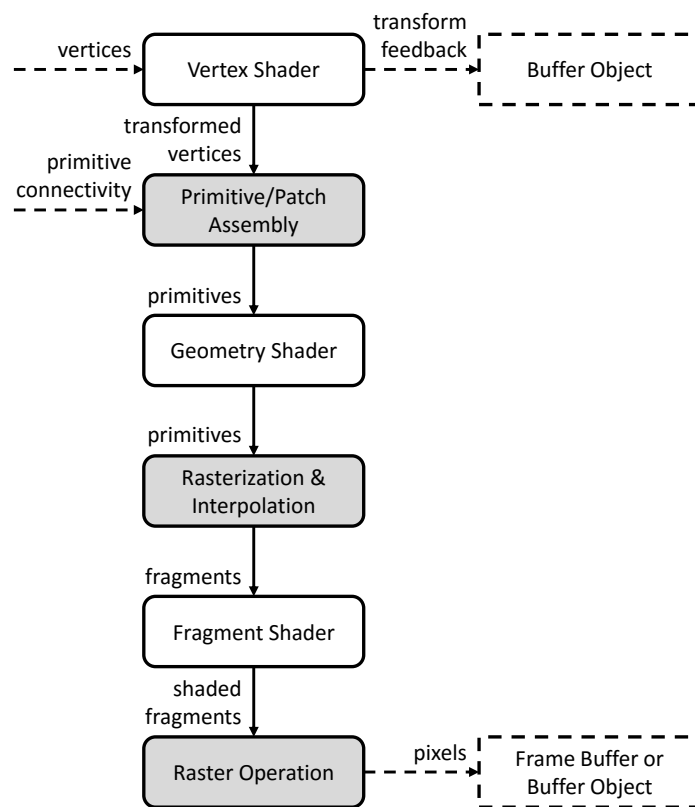 vertices
Vertex Shader
transform
feedback
Buffer Object
transformed
vertices
primitive
connectivity
Primitive/Patch
Assembly
primitives
Geometry Shader
primitives
Rasterization &
Interpolation
fragments
Fragment Shader
shaded
fragments
Raster Operation
pixels
Frame Buffer or
Buffer Object